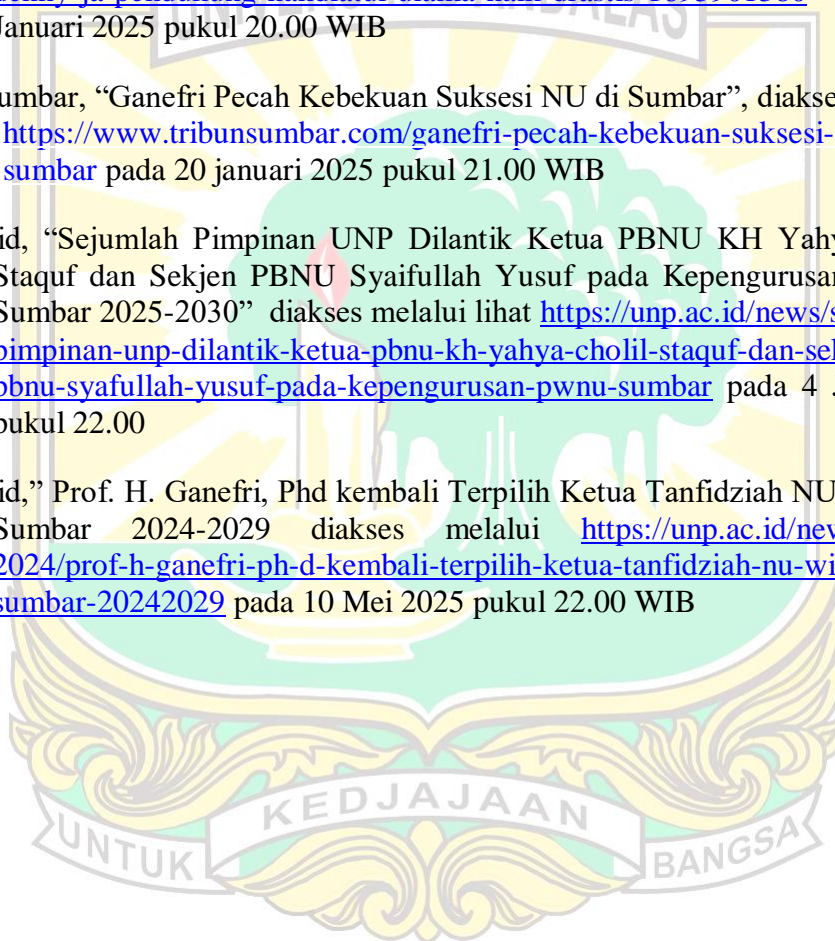 Januari 2025 pukul 20.00 WIB
umbar, “Ganefri Pecah Kebekuan Suksesi NU di Sumbar”, diakse
https://www.tribunsumbar.com/ganefri-pecah-kebekuan-suksesi-
sumbar pada 20 januari 2025 pukul 21.00 WIB
id, “Sejumlah Pimpinan UNP Dilantik Ketua PBNU KH Yahy
Staquf dan Sekjen PBNU Syaifullah Yusuf pada Kepengurusan
Sumbar 2025-2030” diakses melalui lihat https://unp.ac.id/news/s
pimpinan-unp-dilantik-ketua-pbnu-kh-yahya-cholil-staquf-dan-sek
pbnu-syafullah-yusuf-pada-kepengurusan-pwnu-sumbar pada 4
pukul 22.00
id,” Prof. H. Ganefri, Phd kembali Terpilih Ketua Tanfidziah NU
Sumbar 2024-2029 diakses melalui https://unp.ac.id/new
2024/prof-h-ganefri-ph-d-kembali-terpilih-ketua-tanfidziah-nu-wi
sumbar-20242029 pada 10 Mei 2025 pukul 22.00 WIB
KEDJAJAAN
UNTUK BANGSA